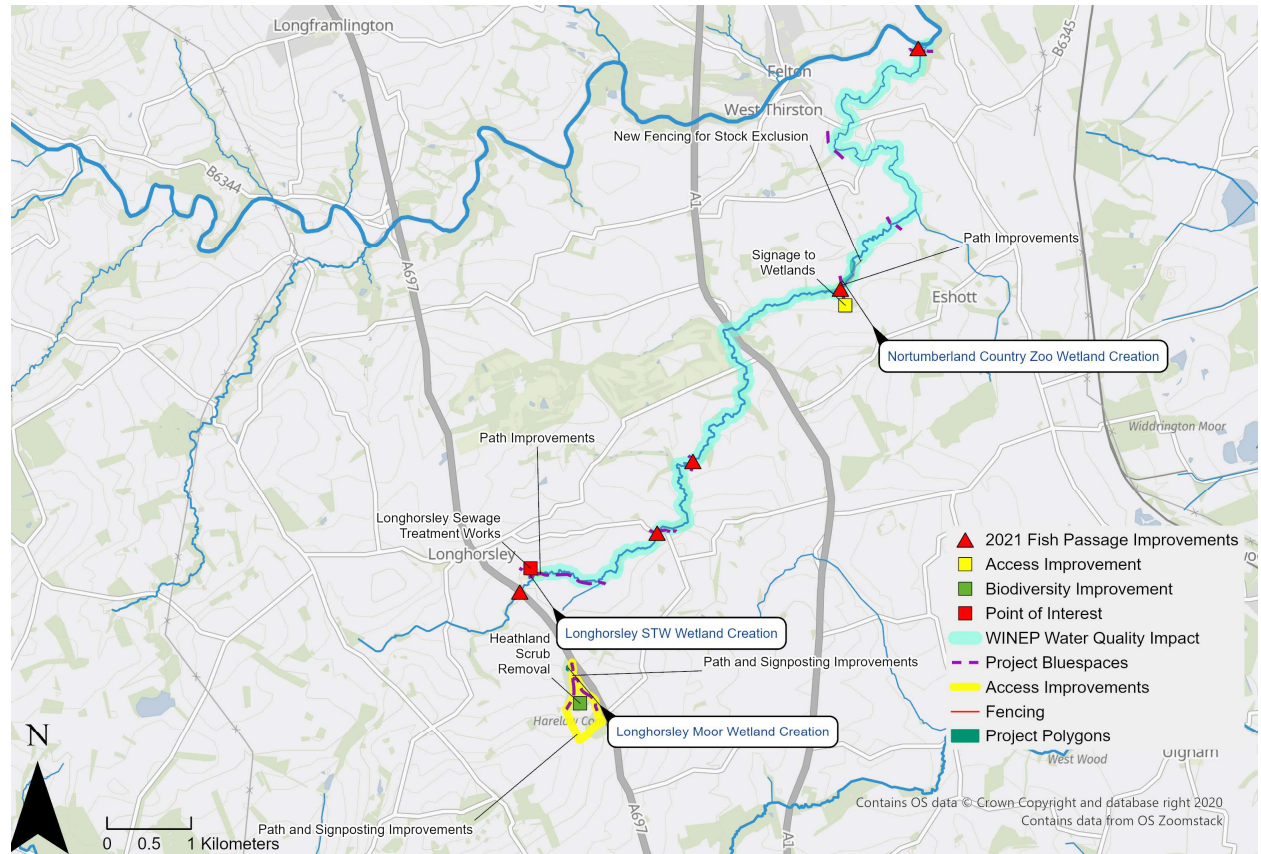 Longframlington
B6345
Felton
West Thirston
New Fencing for Stock Exclusion
B6344
A1
A697
Path Improvements
Signage to
Wetlands
Eshott
Nortumberland Country Zoo Wetland Creation
Widdrington Moor
Path Improvements
Longhorsley Sewage
Treatment Works
Longhorsley
Longhorsley STW Wetland Creation
Heathland
Scrub
Removal
Path and Signposting Improvements
Longhorsley Moor Wetland Creation
Path and Signposting Improvements
A697
A1
2021 Fish Passage Improvements
Access Improvement
Biodiversity Improvement
Point of Interest
WINEP Water Quality Impact
Project Bluespaces
Access Improvements
Fencing
Project Polygons
West Wood
Ulgham
N
0 0.5 1 Kilometers
Contains OS data © Crown Copyright and database right 2020
Contains data from OS Zoomstack